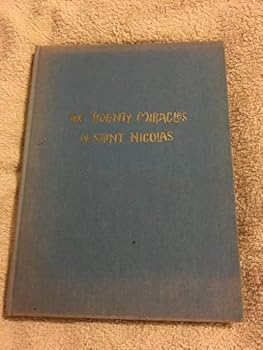 THE TWENTY MIRACLES
OF SAINT NICOLAS